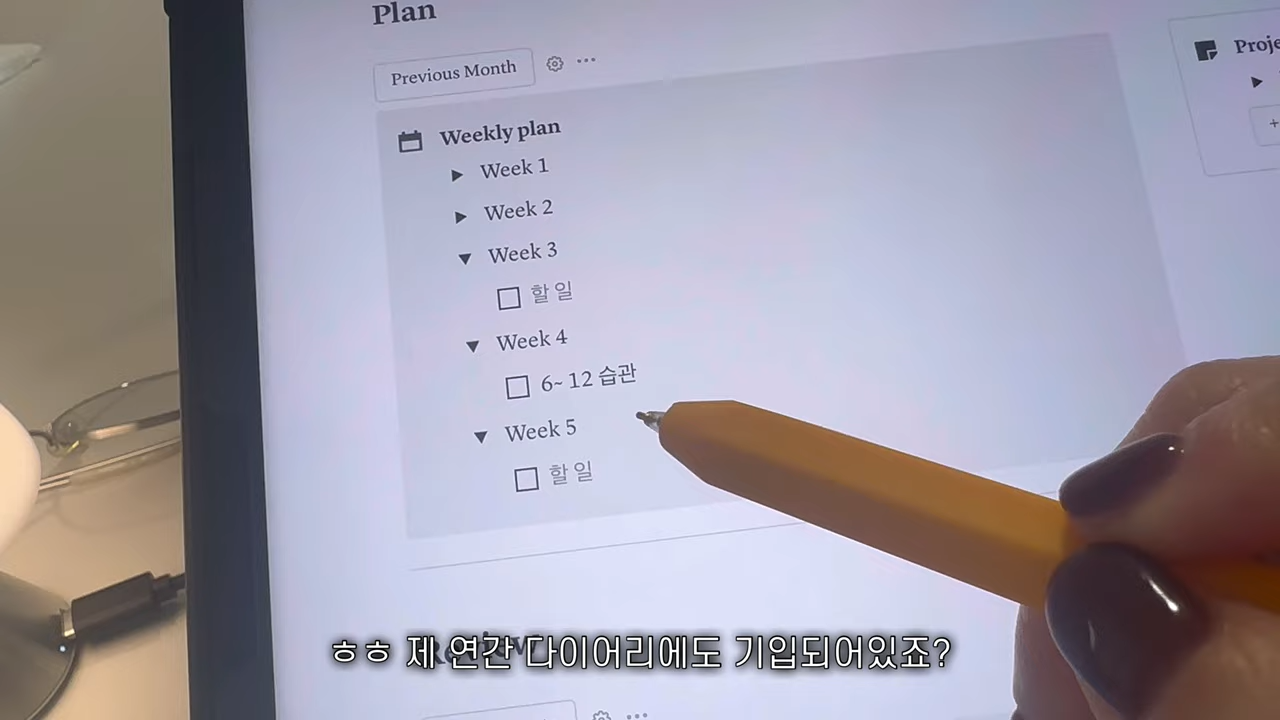 Plan
Previous Month
Weekly plan
Week 1
Week 2
Week 3
할 일
Week 4
6~ 12 습관
Week 5
할 일
Proje
+
Review
ㅎㅎ 제 연간 다이어리에도 기입되어있죠?